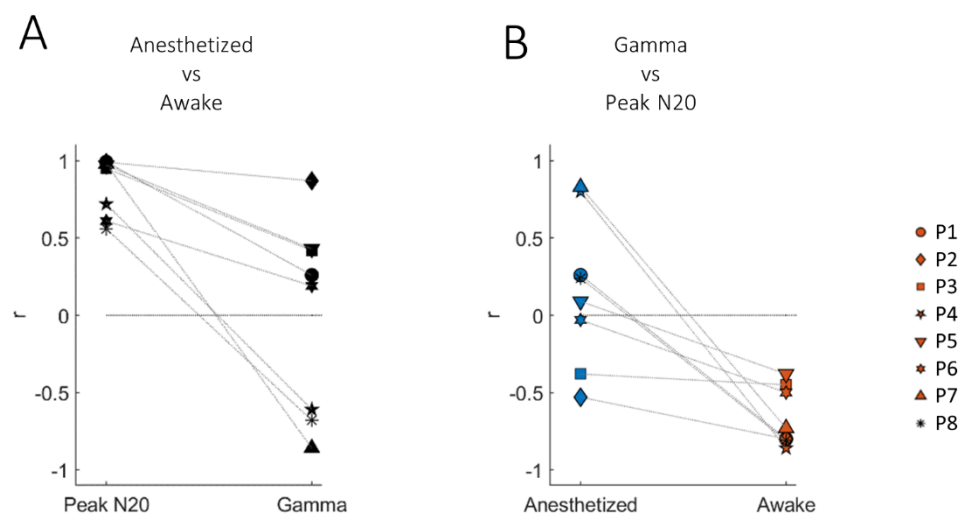 A
Anesthetized
vs
Awake
1
0.5
0
-0.5
-1
r
Peak N20
Gamma
B
Gamma
vs
Peak N20
1
0.5
0
-0.5
-1
r
Anesthetized
Awake
P1
P2
P3
P4
P5
P6
P7
P8